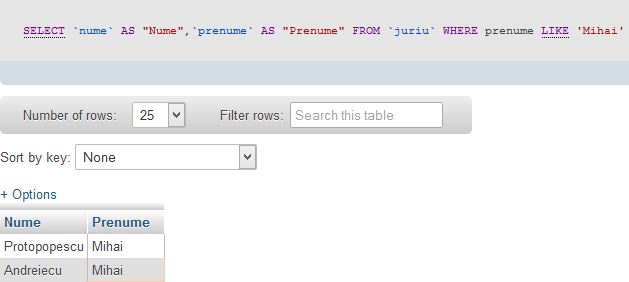 SELECT `nume` AS "Nume",`prenume` AS "Prenume" FROM `juriu` WHERE prenume LIKE 'Mihai'
Number of rows: 25 Filter rows: Search this table
Sort by key: None
+ Options
Nume Prenume
Protopopescu Mihai
Andreiecu Mihai